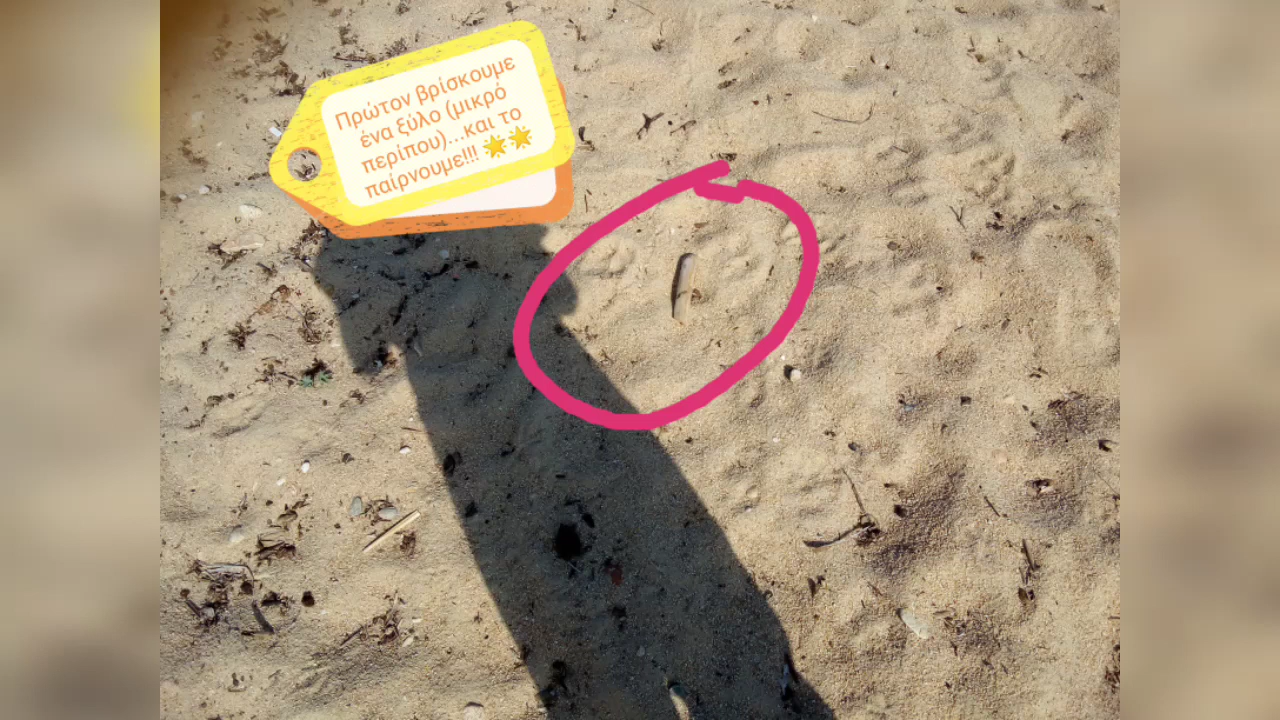 Πρώτον βρίσκουμε
ένα ξύλο (μικρό
περίπου)...και το
παίρνουμε!!! 🌟🌟